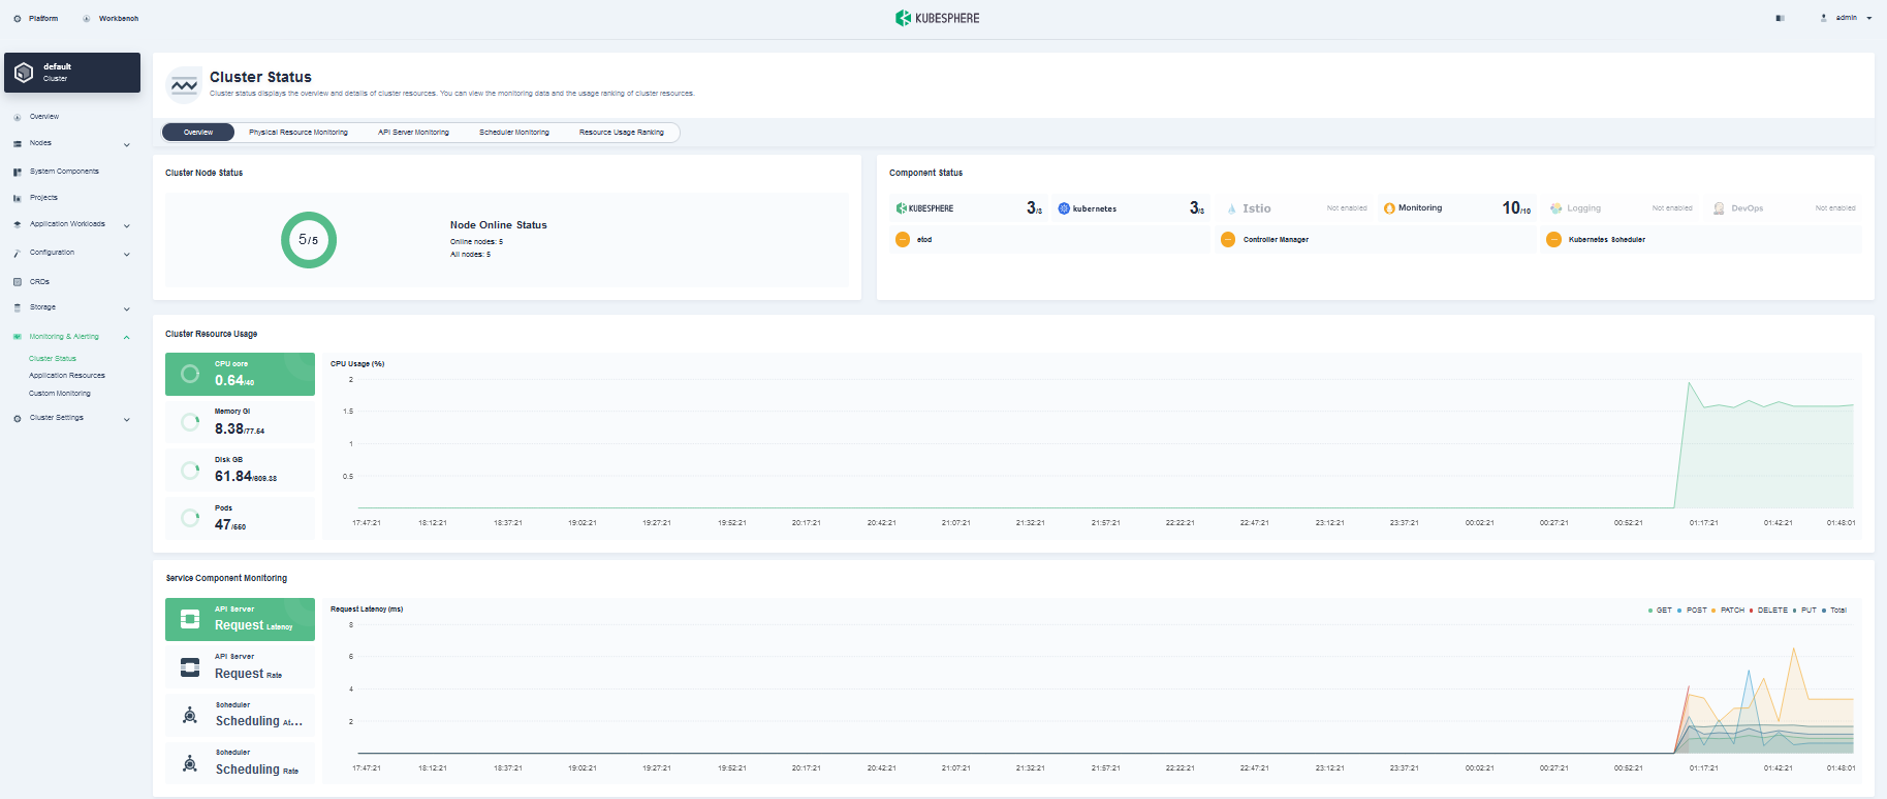 Platform
Workbench
KUBESPHERE
admin
default
Cluster
Overview
Nodes
System Components
Projects
Application Workloads
Configuration
CRDs
Storage
Monitoring & Alerting
Cluster Status
Application Resources
Custom Monitoring
Cluster Settings
Cluster Status
Cluster status displays the overview and details of cluster resources. You can view the monitoring data and the usage ranking of cluster resources.
Overview
Physical Resource Monitoring
API Server Monitoring
Scheduler Monitoring
Resource Usage Ranking
Cluster Node Status
5/5
Node Online Status
Online nodes: 5
All nodes: 5
Component Status
KUBESPHERE 3/3
kubernetes 3/3
Istio Not enabled
Monitoring 10/10
Logging Not enabled
DevOps Not enabled
etcd
Controller Manager
Kubernetes Scheduler
Cluster Resource Usage
CPU core
0.64/40
Memory Gi
8.38/77.54
Disk GB
61.84/809.38
Pods
47/550
CPU Usage (%)
2
1.5
1
0.5
17:47:21 18:12:21 18:37:21 19:02:21 19:27:21 19:52:21 20:17:21 20:42:21 21:07:21 21:32:21 21:57:21 22:22:21 22:47:21 23:12:21 23:37:21 00:02:21 00:27:21 00:52:21 01:17:21 01:42:21 01:48:01
Service Component Monitoring
API Server
Request Latency
API Server
Request Rate
Scheduler
Scheduling At...
Scheduler
Scheduling Rate
Request Latency (ms)
GET POST PATCH DELETE PUT Total
8
6
4
2
17:47:21 18:12:21 18:37:21 19:02:21 19:27:21 19:52:21 20:17:21 20:42:21 21:07:21 21:32:21 21:57:21 22:22:21 22:47:21 23:12:21 23:37:21 00:02:21 00:27:21 00:52:21 01:17:21 01:42:21 01:48:01